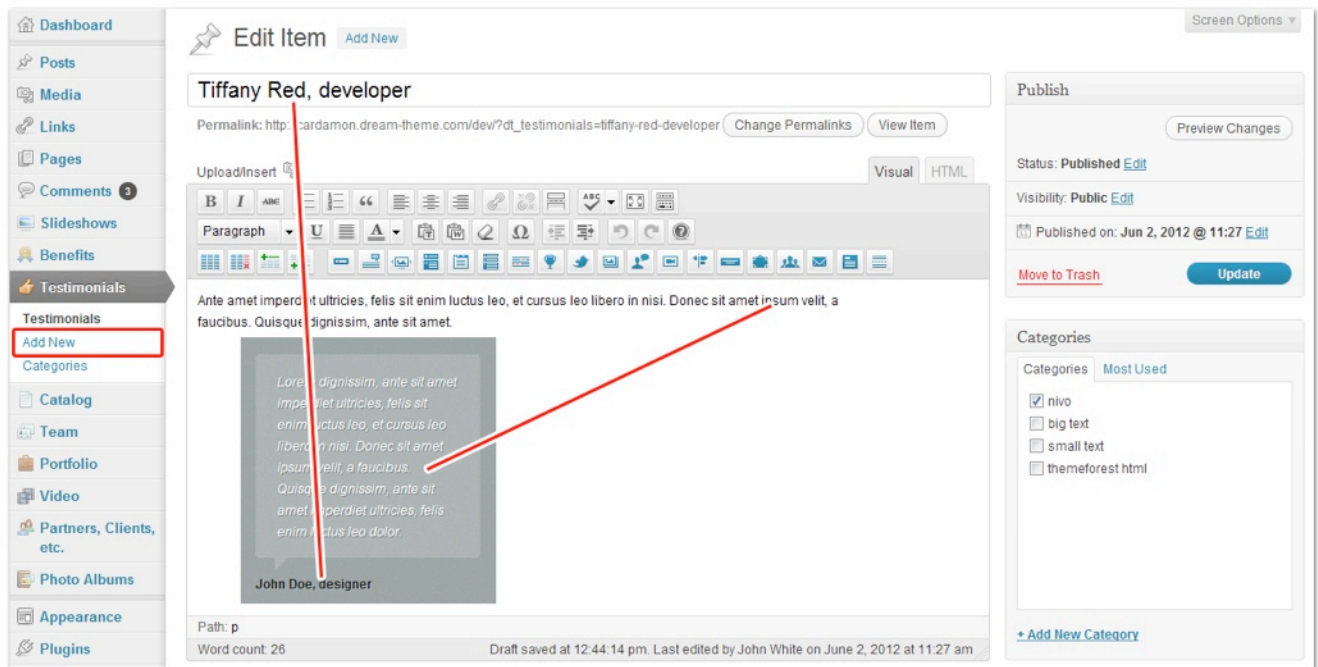 Dashboard
Posts
Media
Links
Pages
Comments 3
Slideshows
Benefits
Testimonials
Testimonials
Add New
Categories
Catalog
Team
Portfolio
Video
Partners, Clients,
etc.
Photo Albums
Appearance
Plugins
Screen Options
Edit Item Add New
Tiffany Red, developer
Permalink: http://cardamon.dream-theme.com/dev/?dt_testimonials=tiffany-red-developer Change Permalinks View Item
Upload/Insert Visual HTML
B I ABC ABC
Paragraph U A Ω
Ante amet imperdiet ultricies, felis sit enim luctus leo, et cursus leo libero in nisi. Donec sit amet ipsum velit, a
faucibus. Quisque dignissim, ante sit amet.
Lorem dignissim, ante sit amet
imperdiet ultricies, felis sit
enim luctus leo, et cursus leo
libero in nisi. Donec sit amet
ipsum velit, a faucibus.
Quisque dignissim, ante sit
amet imperdiet ultricies, felis
enim luctus leo dolor.
John Doe, designer
Path: p
Word count: 26 Draft saved at 12:44:14 pm. Last edited by John White on June 2, 2012 at 11:27 am
Publish
Preview Changes
Status: Published Edit
Visibility: Public Edit
Published on: Jun 2, 2012 @ 11:27 Edit
Move to Trash Update
Categories
Categories Most Used
nivo
big text
small text
themeforest html
+ Add New Category